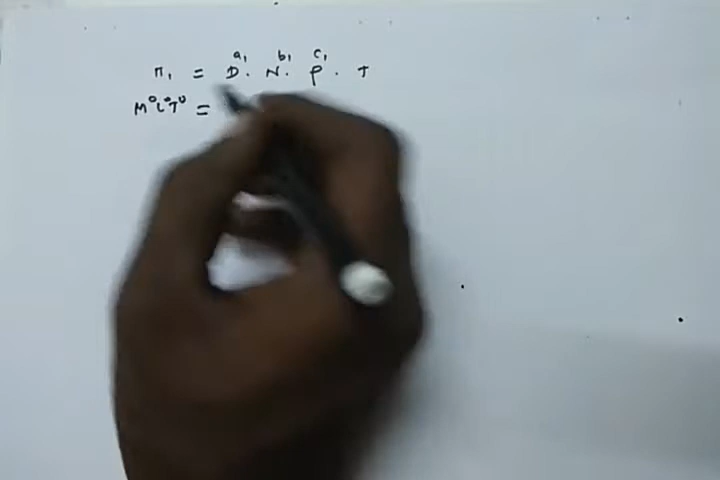 π₁ = D^a₁ . N^b₁ . ρ^c₁ . T
M⁰L⁰T⁰ =